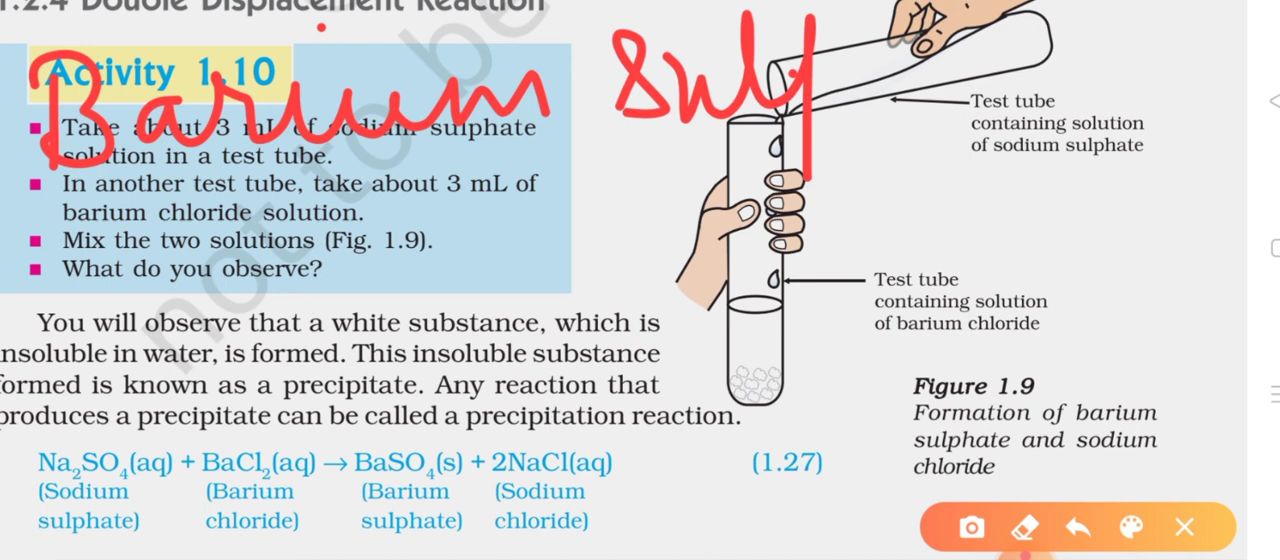 1.2.4 Double Displacement Reaction
Activity 1.10
Barium Sulf
Take about 3 mL of sodium sulphate
solution in a test tube.
In another test tube, take about 3 mL of
barium chloride solution.
Mix the two solutions (Fig. 1.9).
What do you observe?
Test tube
containing solution
of sodium sulphate
Test tube
containing solution
of barium chloride
You will observe that a white substance, which is
nsoluble in water, is formed. This insoluble substance
formed is known as a precipitate. Any reaction that
produces a precipitate can be called a precipitation reaction.
Figure 1.9
Formation of barium
sulphate and sodium
chloride
Na₂SO₄(aq) + BaCl₂(aq) → BaSO₄(s) + 2NaCl(aq) (1.27)
(Sodium (Barium (Barium (Sodium
sulphate) chloride) sulphate) chloride)
not to be